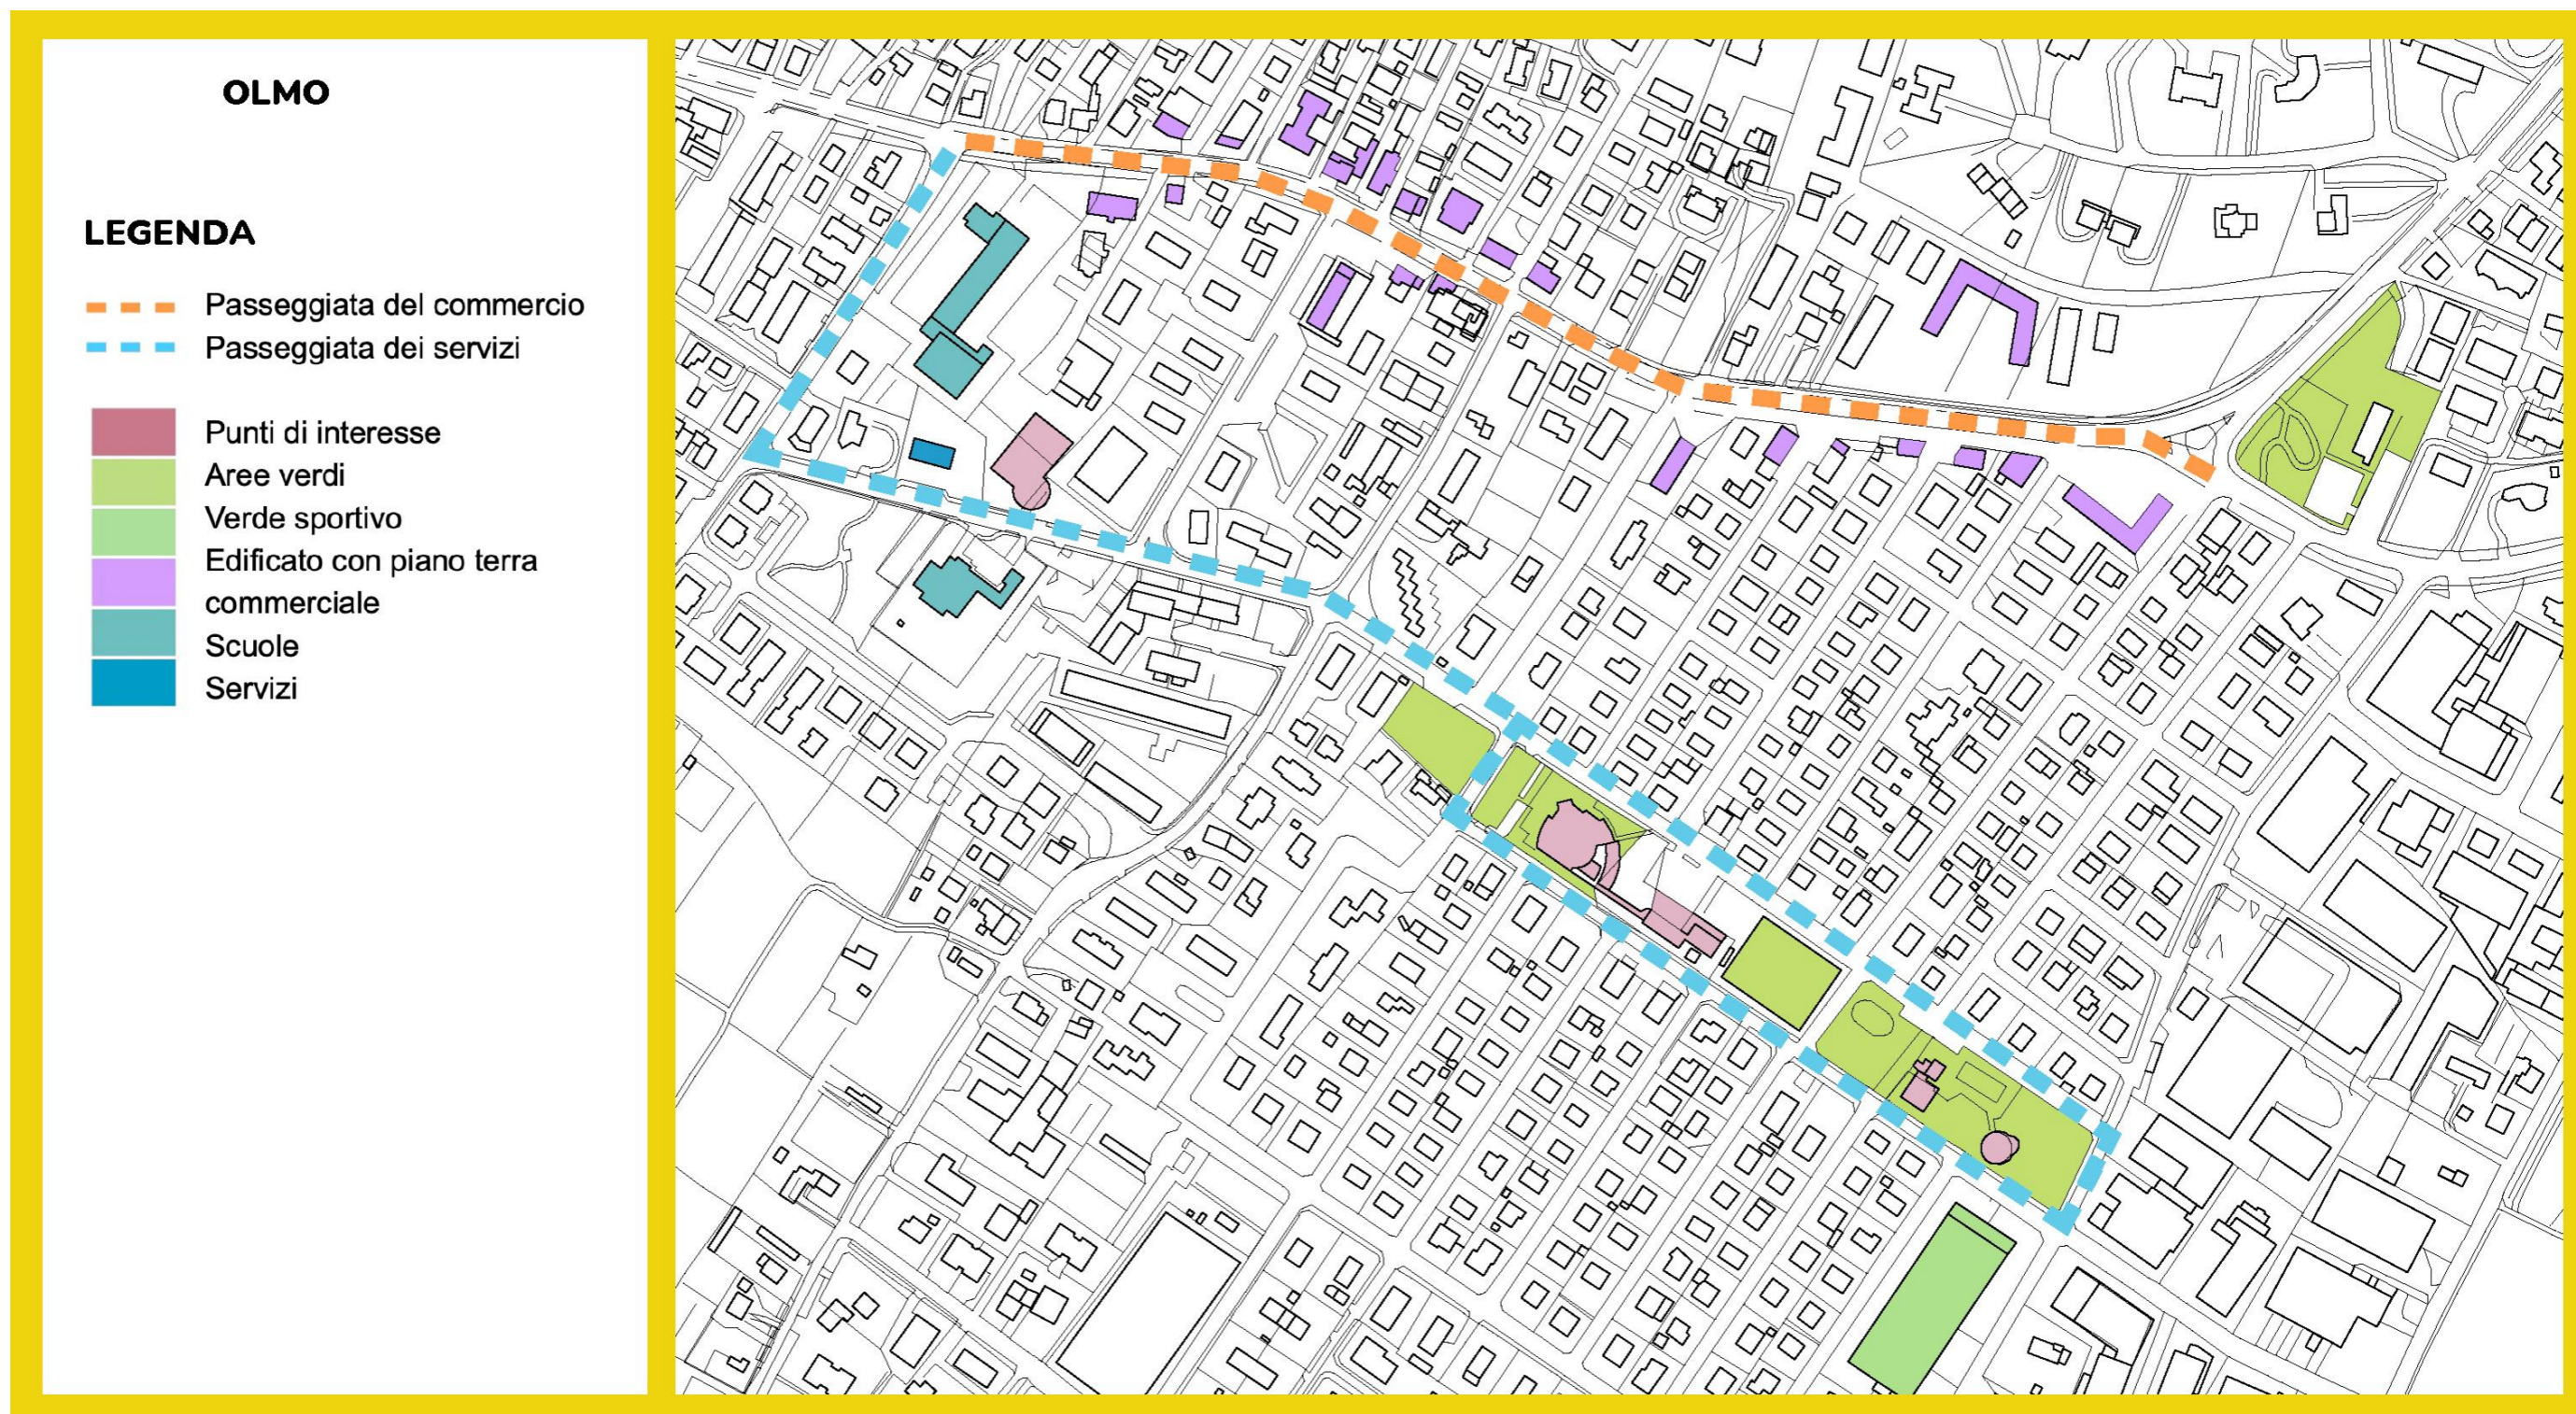 OLMO
LEGENDA
Passeggiata del commercio
Passeggiata dei servizi
Punti di interesse
Aree verdi
Verde sportivo
Edificato con piano terra
commerciale
Scuole
Servizi